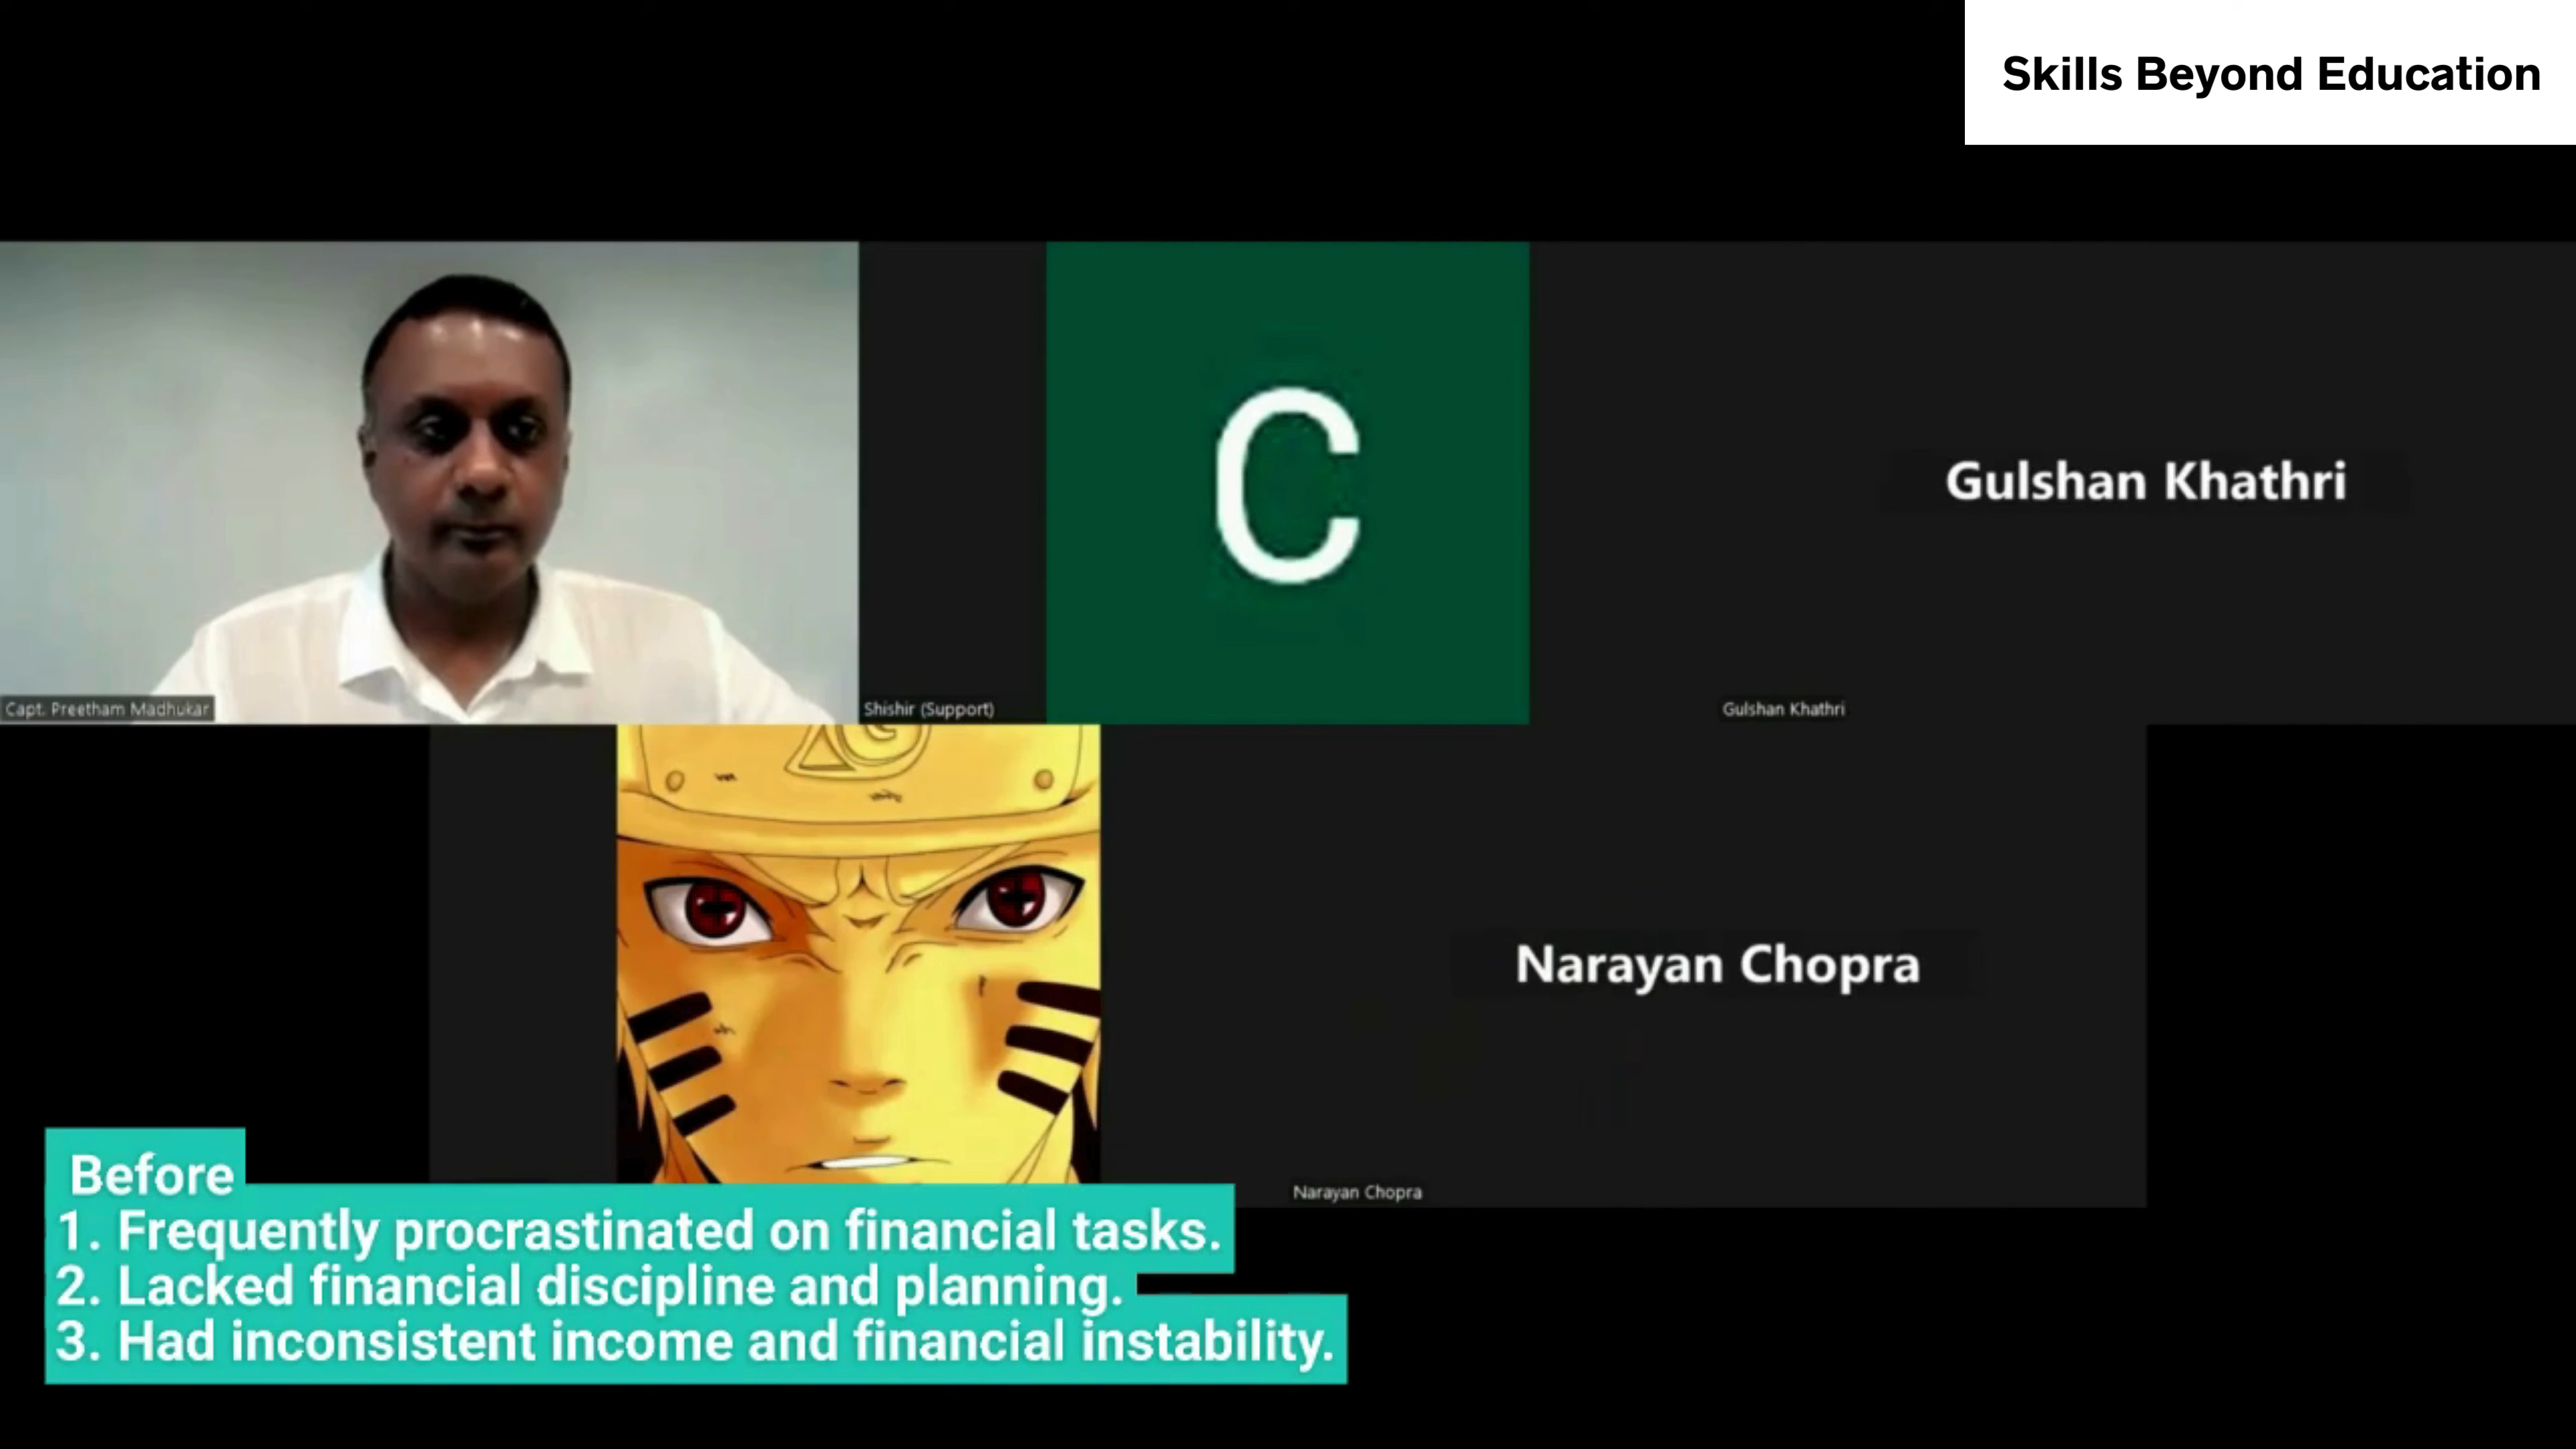 Skills Beyond Education
C
Gulshan Khathri
Capt. Preetham Madhukar
Shishir (Support)
Gulshan Khathri
Narayan Chopra
Narayan Chopra
Before
1. Frequently procrastinated on financial tasks.
2. Lacked financial discipline and planning.
3. Had inconsistent income and financial instability.